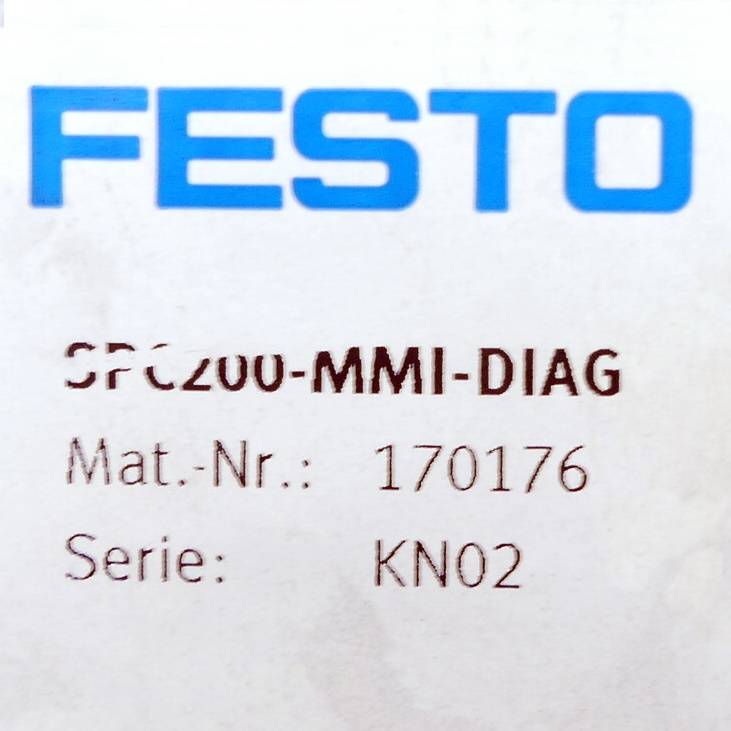 FESTO
SPC200-MMI-DIAG
Mat.-Nr.: 170176
Serie: KN02